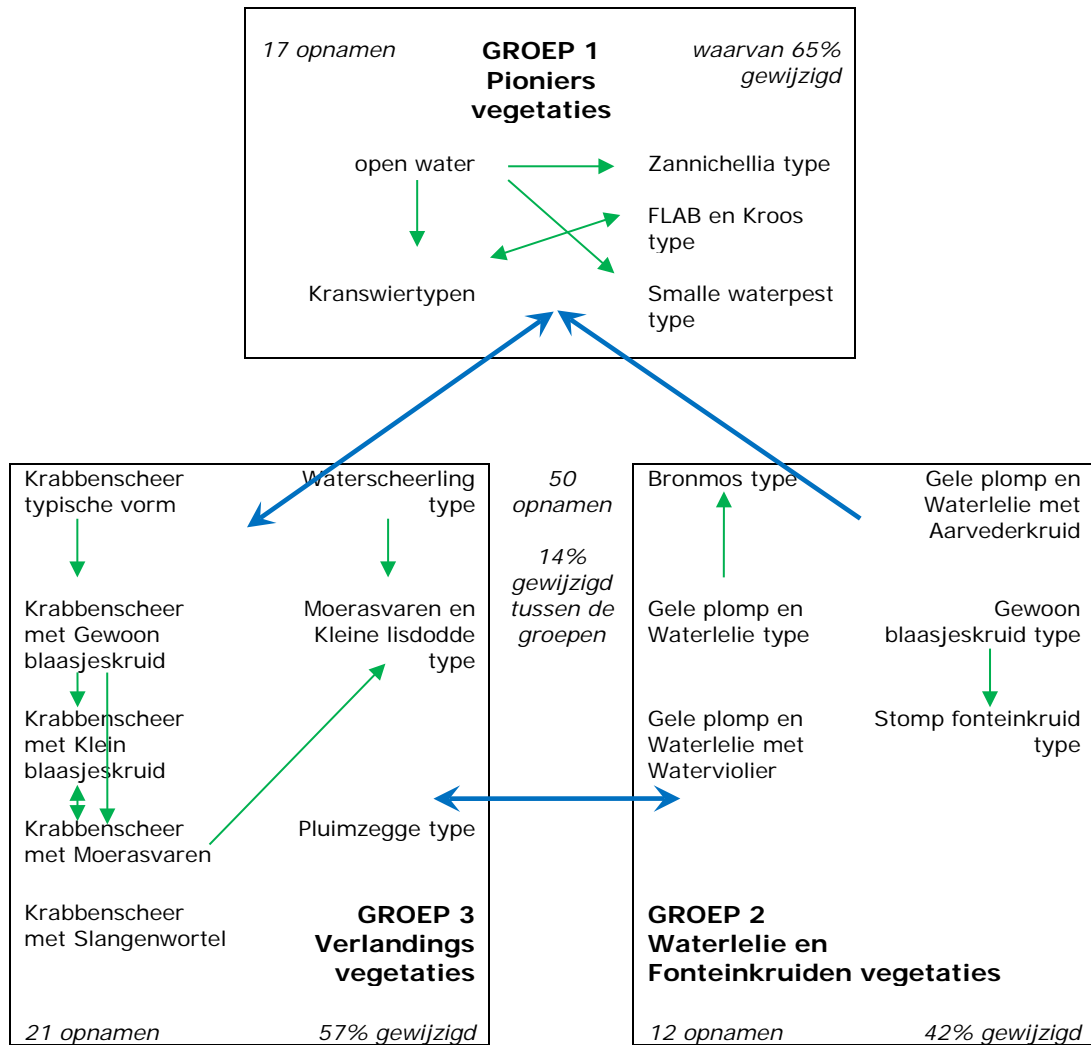 17 opnamen
GROEP 1
Pioniers
vegetaties
waarvan 65%
gewijzigd
open water
Zannichellia type
FLAB en Kroos
type
Kranswiertypen
Smalle waterpest
type
Krabbenscheer
typische vorm
Waterscheerling
type
Krabbenscheer
met Gewoon
blaasjeskruid
Moerasvaren en
Kleine lisdodde
type
Krabbenscheer
met Klein
blaasjeskruid
Krabbenscheer
met Moerasvaren
Pluimzegge type
Krabbenscheer
met Slangenwortel
GROEP 3
Verlandings
vegetaties
21 opnamen
57% gewijzigd
50
opnamen
14%
gewijzigd
tussen de
groepen
Bronmos type
Gele plomp en
Waterlelie met
Aarvederkruid
Gele plomp en
Waterlelie type
Gewoon
blaasjeskruid type
Gele plomp en
Waterlelie met
Waterviolier
Stomp fonteinkruid
type
GROEP 2
Waterlelie en
Fonteinkruiden vegetaties
12 opnamen
42% gewijzigd